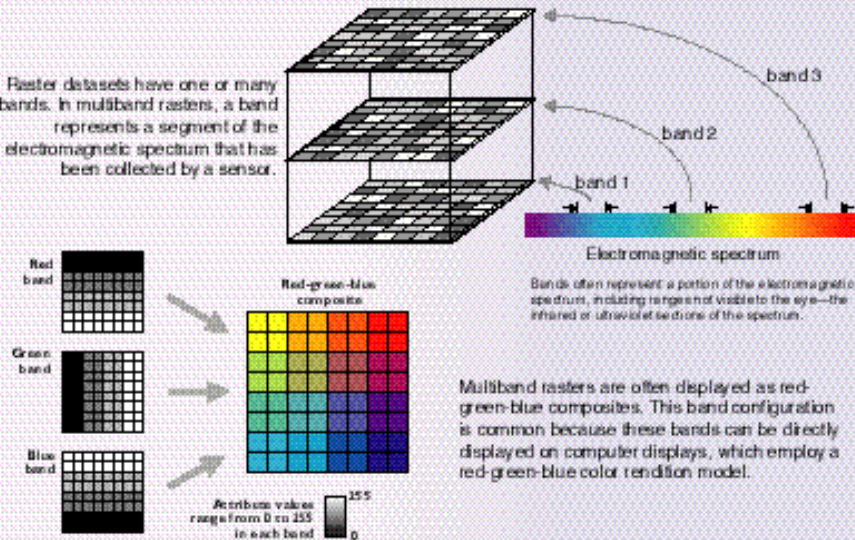 Raster datasets have one or many
bands. In multiband rasters, a band
represents a segment of the
electromagnetic spectrum that has
been collected by a sensor.
band 3
band 2
band 1
Electromagnetic spectrum
Bands often represent a portion of the electromagnetic
spectrum, including ranges not visible to the eye—the
infrared or ultraviolet sections of the spectrum.
Red
band
Green
band
Blue
band
Red-green-blue
composite
Attribute values
range from 0 to 255
in each band
255
0
Multiband rasters are often displayed as red-
green-blue composites. This band configuration
is common because these bands can be directly
displayed on computer displays, which employ a
red-green-blue color rendition model.